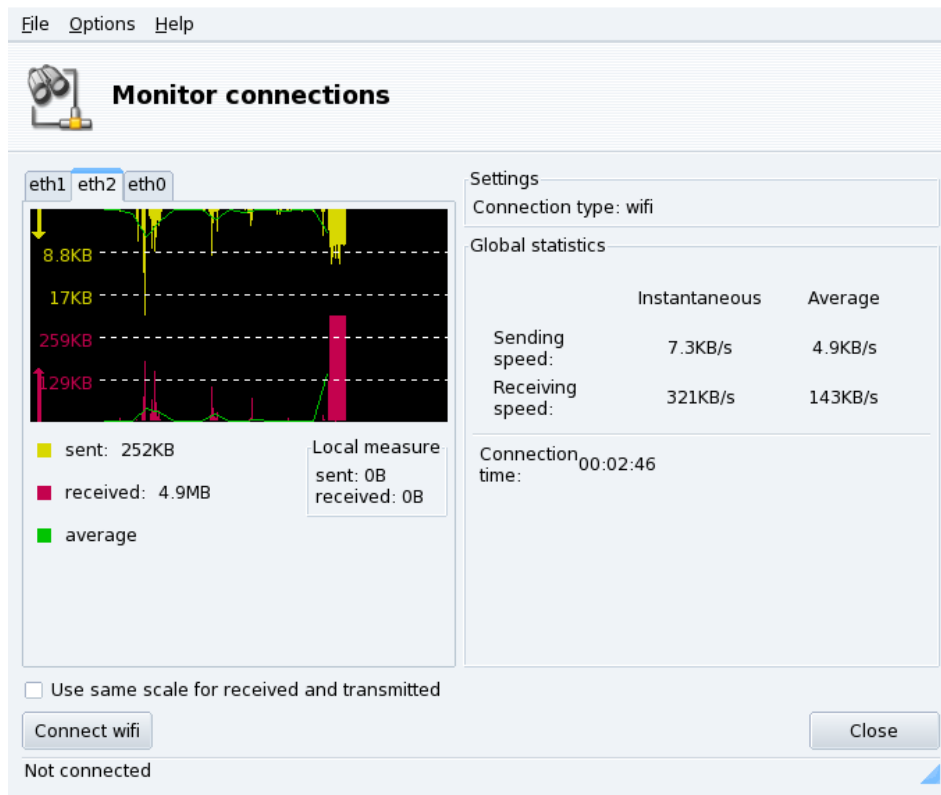 File Options Help
Monitor connections
eth1 eth2 eth0
8.8KB
17KB
259KB
129KB
sent: 252KB
received: 4.9MB
average
Local measure
sent: 0B
received: 0B
Settings
Connection type: wifi
Global statistics
Instantaneous Average
Sending
speed: 7.3KB/s 4.9KB/s
Receiving
speed: 321KB/s 143KB/s
Connection
time: 00:02:46
Use same scale for received and transmitted
Connect wifi Close
Not connected